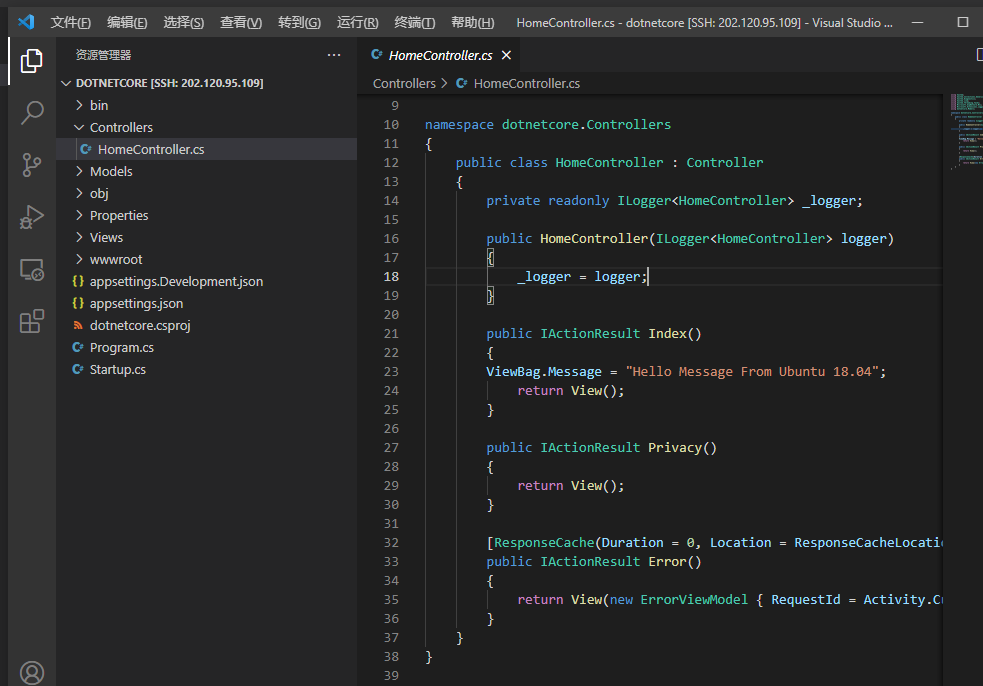 文件(F) 编辑(E) 选择(S) 查看(V) 转到(G) 运行(R) 终端(T) 帮助(H) HomeController.cs - dotnetcore [SSH: 202.120.95.109] - Visual Studio ...
资源管理器 ...
DOTNETCORE [SSH: 202.120.95.109]
bin
Controllers
C# HomeController.cs
Models
obj
Properties
Views
wwwroot
{} appsettings.Development.json
{} appsettings.json
dotnetcore.csproj
C# Program.cs
C# Startup.cs
C# HomeController.cs
Controllers > C# HomeController.cs
9
10 namespace dotnetcore.Controllers
11 {
12 public class HomeController : Controller
13 {
14 private readonly ILogger<HomeController> _logger;
15
16 public HomeController(ILogger<HomeController> logger)
17 {
18 _logger = logger;
19 }
20
21 public IActionResult Index()
22 {
23 ViewBag.Message = "Hello Message From Ubuntu 18.04";
24 return View();
25 }
26
27 public IActionResult Privacy()
28 {
29 return View();
30 }
31
32 [ResponseCache(Duration = 0, Location = ResponseCacheLocatio
33 public IActionResult Error()
34 {
35 return View(new ErrorViewModel { RequestId = Activity.Cu
36 }
37 }
38 }
39